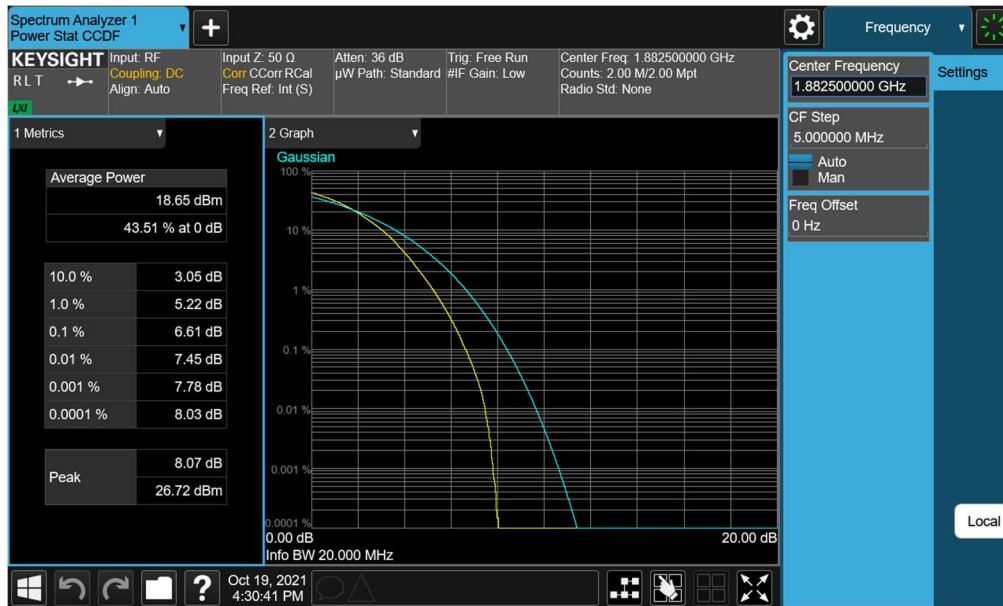 Spectrum Analyzer 1
Power Stat CCDF
+
Frequency
KEYSIGHT
RLT
LXI
Input: RF
Coupling: DC
Align: Auto
Input Z: 50 Ω
Corr CCorr RCal
Freq Ref: Int (S)
Atten: 36 dB
µW Path: Standard
Trig: Free Run
#IF Gain: Low
Center Freq: 1.882500000 GHz
Counts: 2.00 M/2.00 Mpt
Radio Std: None
Center Frequency
1.882500000 GHz
Settings
CF Step
5.000000 MHz
Auto
Man
Freq Offset
0 Hz
1 Metrics
Average Power
18.65 dBm
43.51 % at 0 dB
10.0 % 3.05 dB
1.0 % 5.22 dB
0.1 % 6.61 dB
0.01 % 7.45 dB
0.001 % 7.78 dB
0.0001 % 8.03 dB
Peak
8.07 dB
26.72 dBm
2 Graph
Gaussian
100 %
10 %
1 %
0.1 %
0.01 %
0.001 %
0.0001 %
0.00 dB 20.00 dB
Info BW 20.000 MHz
Local
?
Oct 19, 2021
4:30:41 PM